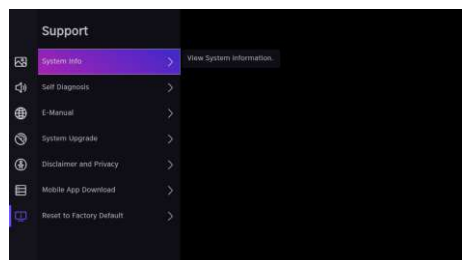 Support
System Info
View System information.
Self Diagnosis
E-Manual
System Upgrade
Disclaimer and Privacy
Mobile App Download
Reset to Factory Default